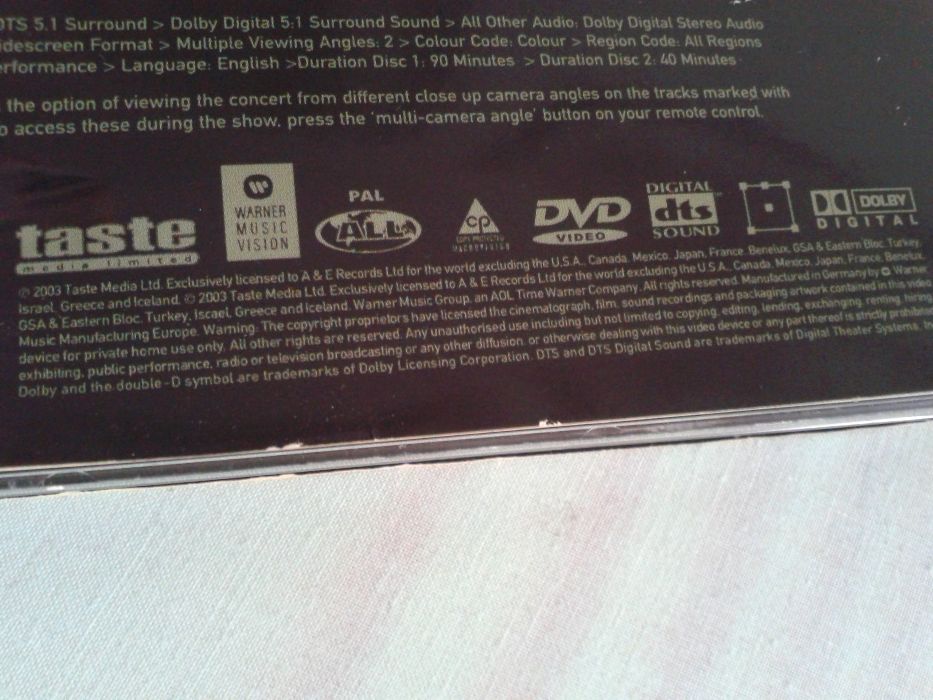 DTS 5.1 Surround > Dolby Digital 5:1 Surround Sound > All Other Audio: Dolby Digital Stereo Audio
idescreen Format > Multiple Viewing Angles: 2 > Colour Code: Colour > Region Code: All Regions
erformance > Language: English >Duration Disc 1: 90 Minutes > Duration Disc 2: 40 Minutes
the option of viewing the concert from different close up camera angles on the tracks marked with
o access these during the show, press the 'multi-camera angle' button on your remote control.
taste
media limited
WARNER
MUSIC
VISION
PAL
ALL
cp
COPY PROTECTED
MACROVISION
DVD
VIDEO
DIGITAL
dts
SOUND
DOLBY
DIGITAL
℗ 2003 Taste Media Ltd. Exclusively licensed to A & E Records Ltd for the world excluding the U.S.A., Canada, Mexico, Japan, France, Benelux, GSA & Eastern Bloc, Turkey,
Israel, Greece and Iceland. © 2003 Taste Media Ltd. Exclusively licensed to A & E Records Ltd for the world excluding the U.S.A., Canada, Mexico, Japan, France, Benelux,
GSA & Eastern Bloc, Turkey, Iscael, Greece and Iceland. Warner Music Group, an AOL Time Warner Company. All rights reserved. Manufactured in Germany by Warner
Music Manufacturing Europe. Warning: The copyright proprietors have licensed the cinematograph, film, sound recordings and packaging artwork contained in this video
device for private home use only. All other rights are reserved. Any unauthorised use including but not limited to copying, editing, lending, exchanging, renting, hiring,
exhibiting, public performance, radio or television broadcasting or any other diffusion, or otherwise dealing with this video device or any part thereof is strictly prohibi
Dolby and the double-D symbol are trademarks of Dolby Licensing Corporation. DTS and DTS Digital Sound are trademarks of Digital Theater Systems, In